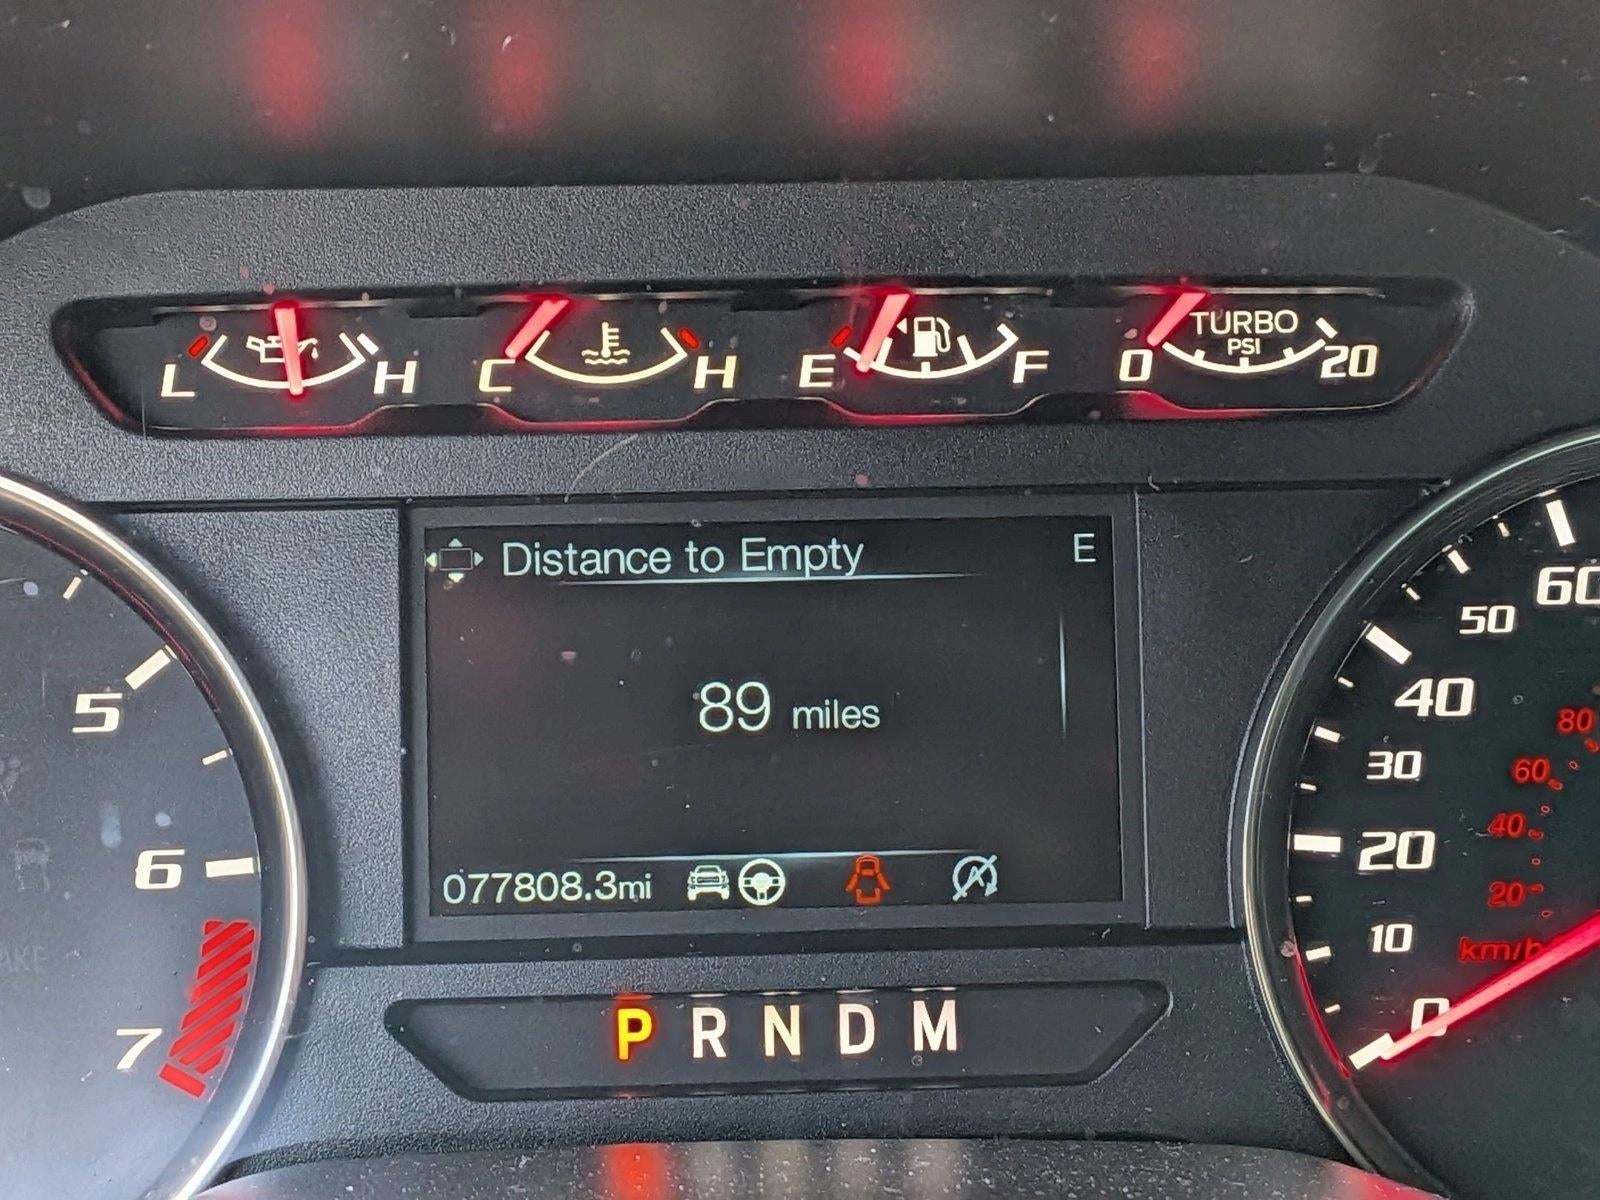 L H C H E F 0 TURBO 20
PSI
Distance to Empty E
89 miles
077808.3mi
5
6
7
60
50
40
30
20
10
0
80
60
40
20
km/h
P R N D M